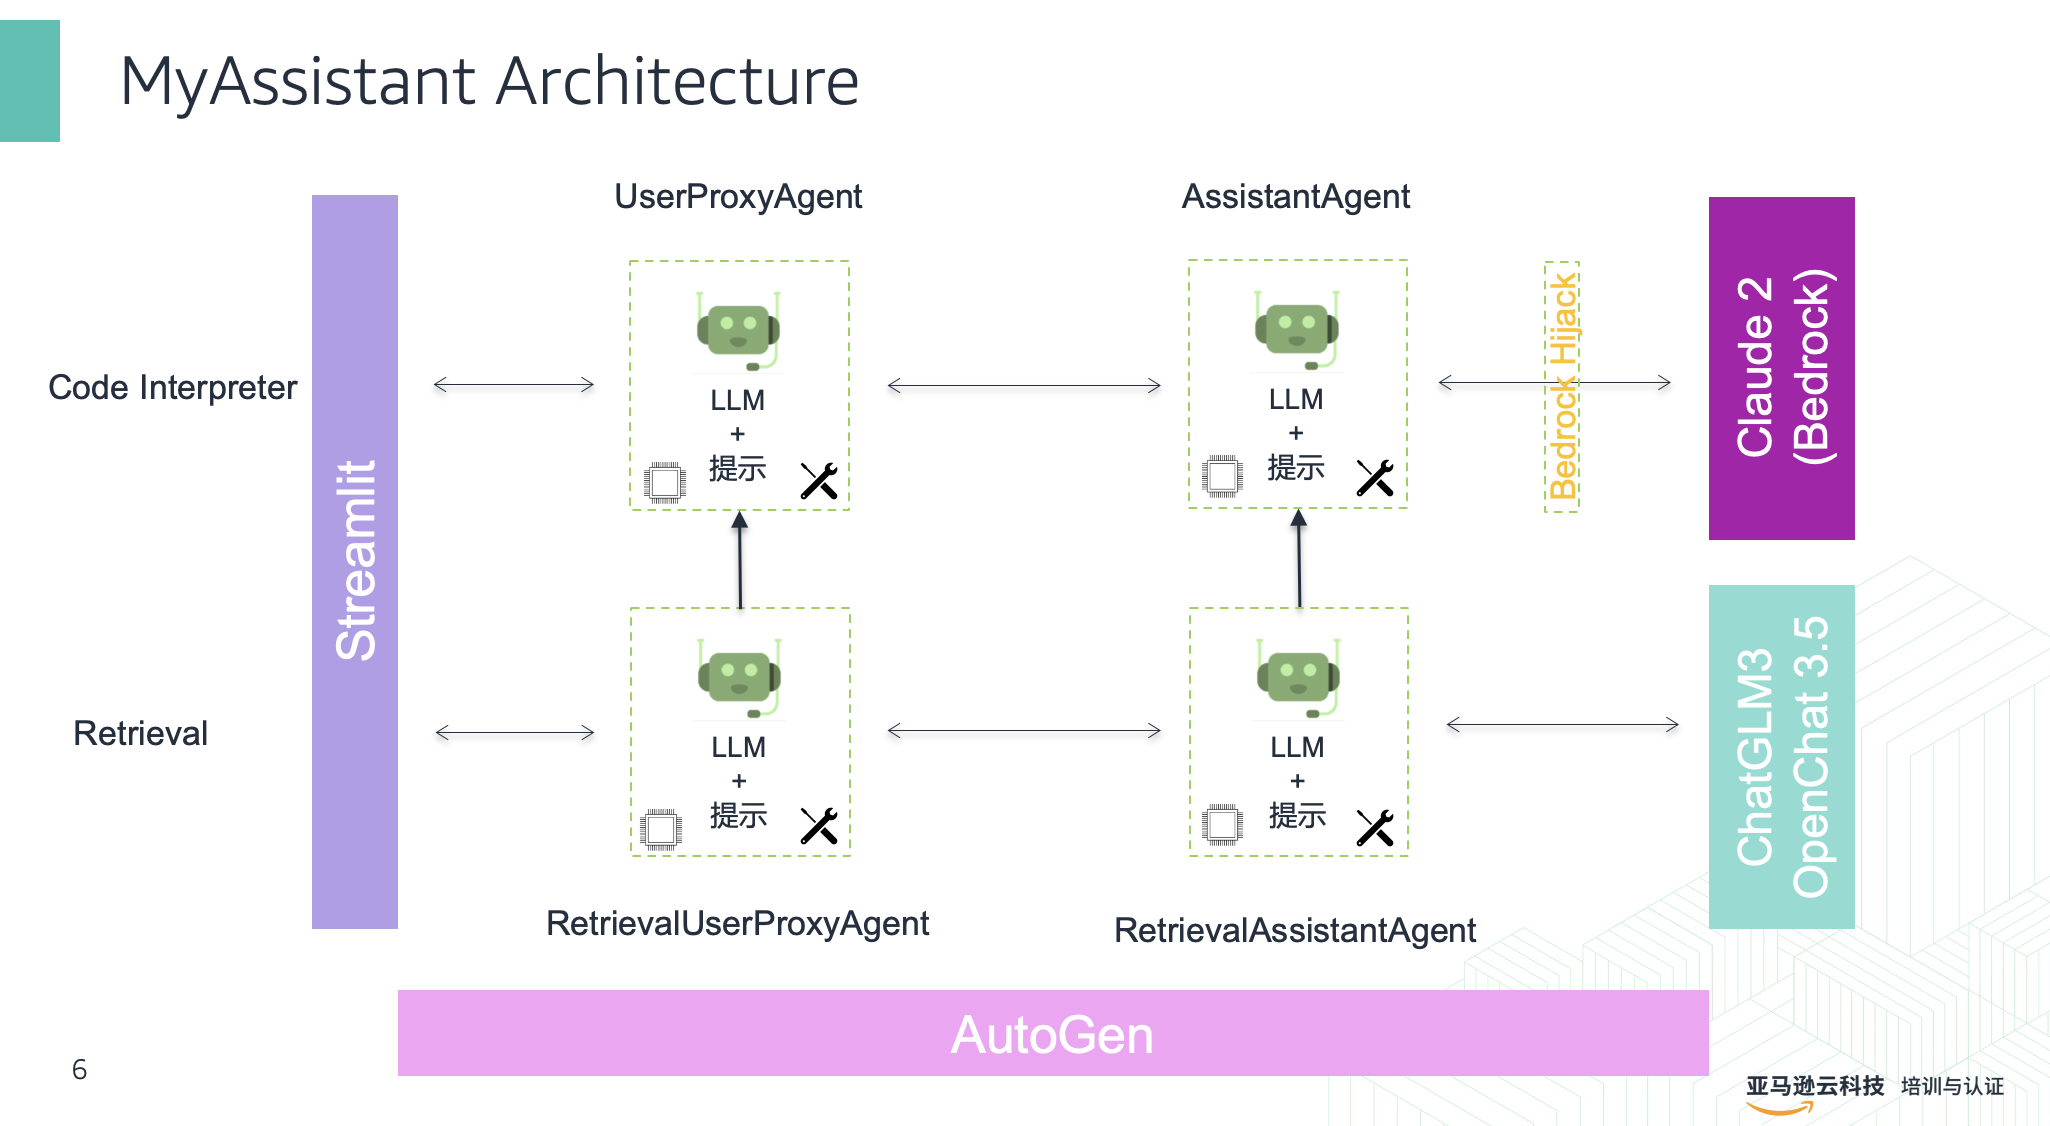 MyAssistant Architecture
UserProxyAgent
AssistantAgent
Code Interpreter
Streamlit
LLM
+
提示
LLM
+
提示
Bedrock Hijack
Claude 2
(Bedrock)
Retrieval
LLM
+
提示
LLM
+
提示
ChatGLM3
OpenChat 3.5
RetrievalUserProxyAgent
RetrievalAssistantAgent
AutoGen
6
亚马逊云科技 培训与认证